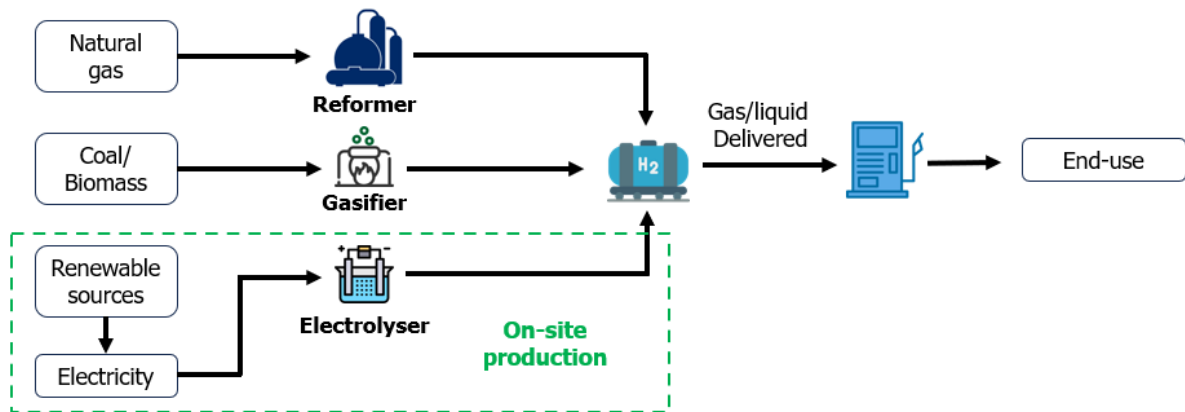 Natural
gas
Reformer
Coal/
Biomass
Gasifier
H2
Gas/liquid
Delivered
End-use
Renewable
sources
+ -
Electrolyser
On-site
production
Electricity